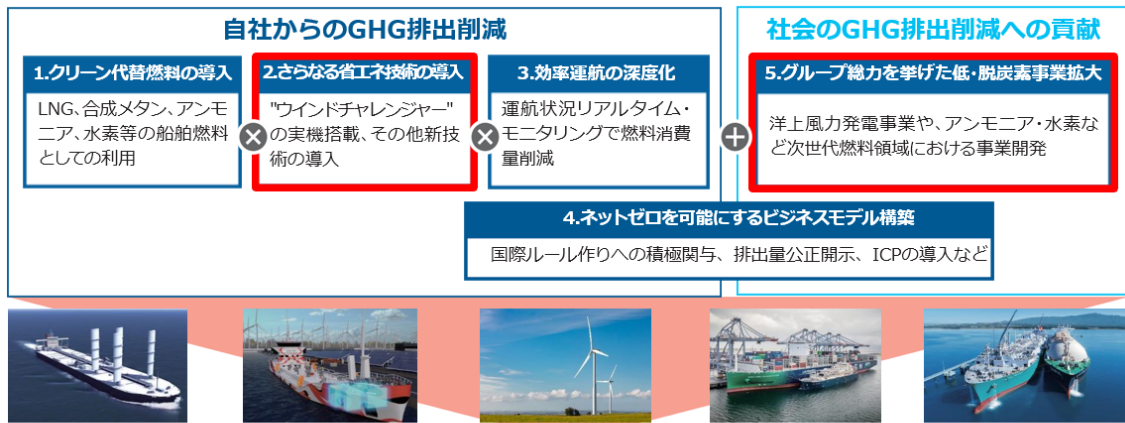 自社からのGHG排出削減
社会のGHG排出削減への貢献
1.クリーン代替燃料の導入
LNG、合成メタン、アンモ
ニア、水素等の船舶燃料
としての利用
2.さらなる省エネ技術の導入
"ウインドチャレンジャー"
の実機搭載、その他新技
術の導入
3.効率運航の深度化
運航状況リアルタイム・
モニタリングで燃料消費
量削減
5.グループ総力を挙げた低・脱炭素事業拡大
洋上風力発電事業や、アンモニア・水素な
ど次世代燃料領域における事業開発
4.ネットゼロを可能にするビジネスモデル構築
国際ルール作りへの積極関与、排出量公正開示、ICPの導入など